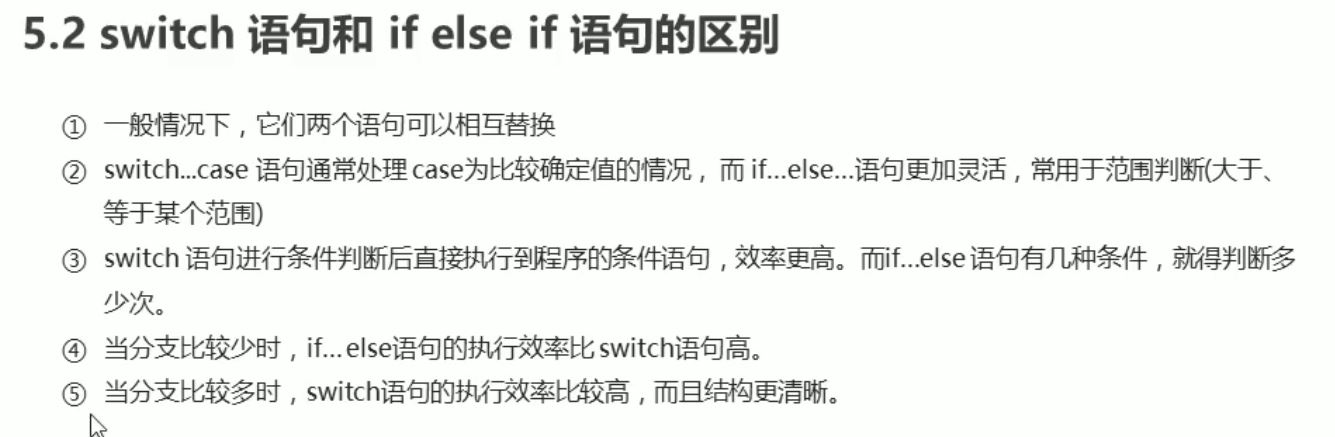 5.2 switch 语句和 if else if 语句的区别
① 一般情况下，它们两个语句可以相互替换
② switch...case 语句通常处理 case为比较确定值的情况，而 if...else...语句更加灵活，常用于范围判断(大于、
等于某个范围)
③ switch 语句进行条件判断后直接执行到程序的条件语句，效率更高。而if...else 语句有几种条件，就得判断多
少次。
④ 当分支比较少时，if... else语句的执行效率比 switch语句高。
⑤ 当分支比较多时，switch语句的执行效率比较高，而且结构更清晰。